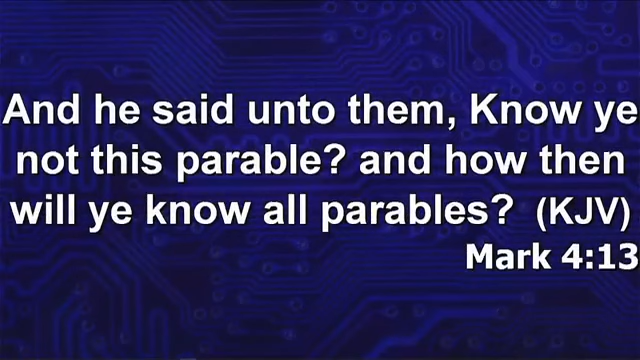 And he said unto them, Know ye
not this parable? and how then
will ye know all parables? (KJV)
Mark 4:13